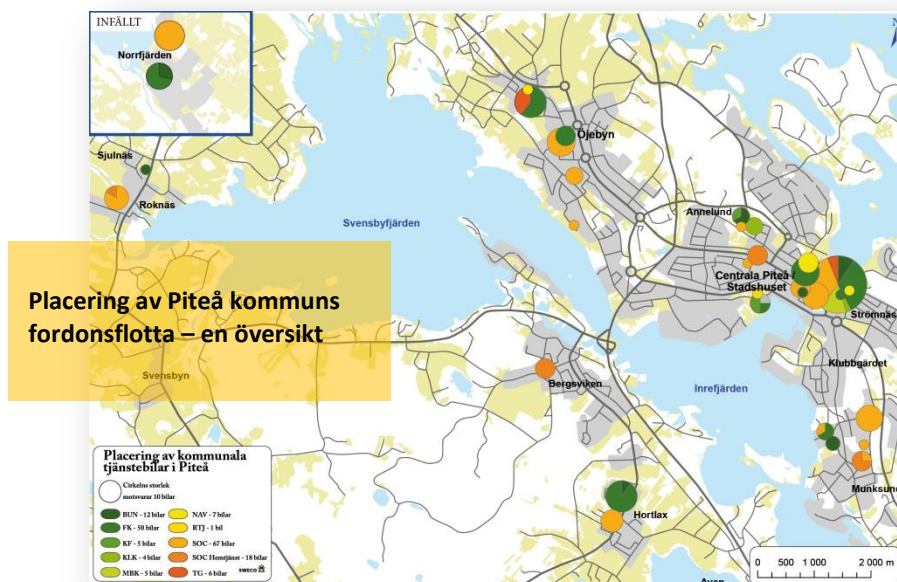 INFÄLLT
Norrfjärden
Sjulnäs
Roknäs
Öjebyn
Svensbyfjärden
Annelund
Centrala Piteå /
Stadshuset
Strömnäs
Placering av Piteå kommuns
fordonsflotta – en översikt
Klubbgärdet
Svensbyn
Bergsviken
Inrefjärden
Munksund
Hortlax
Placering av kommunala
tjänstebilar i Piteå
Cirkelns storlek
motsvarar 10 bilar
BUN - 12 bilar
FK - 50 bilar
KF - 5 bilar
KLK - 4 bilar
MBK - 5 bilar
NAV - 7 bilar
RTJ - 1 bil
SOC - 67 bilar
SOC Hemtjänst - 18 bilar
TG - 6 bilar
SWECO
0 500 1 000 2 000 m